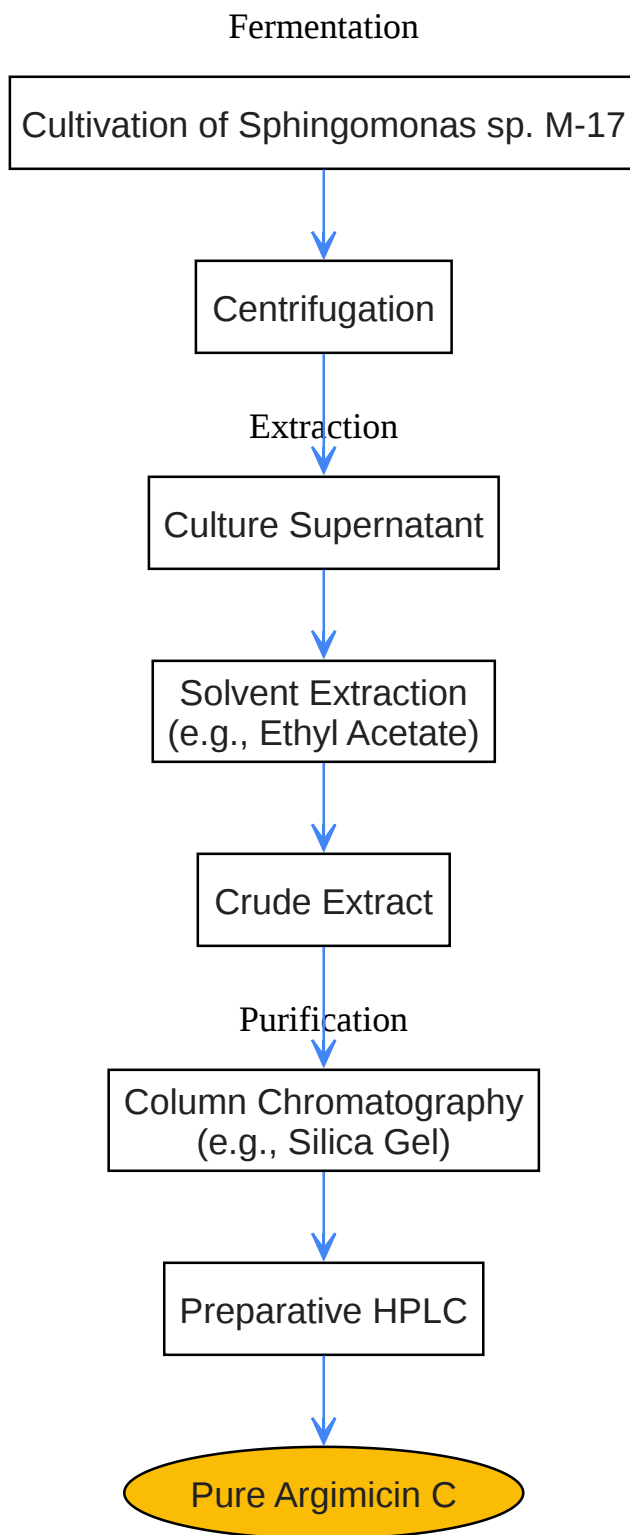 Fermentation
Cultivation of Sphingomonas sp. M-17
Centrifugation
Extraction
Culture Supernatant
Solvent Extraction
(e.g., Ethyl Acetate)
Crude Extract
Purification
Column Chromatography
(e.g., Silica Gel)
Preparative HPLC
Pure Argimicin C